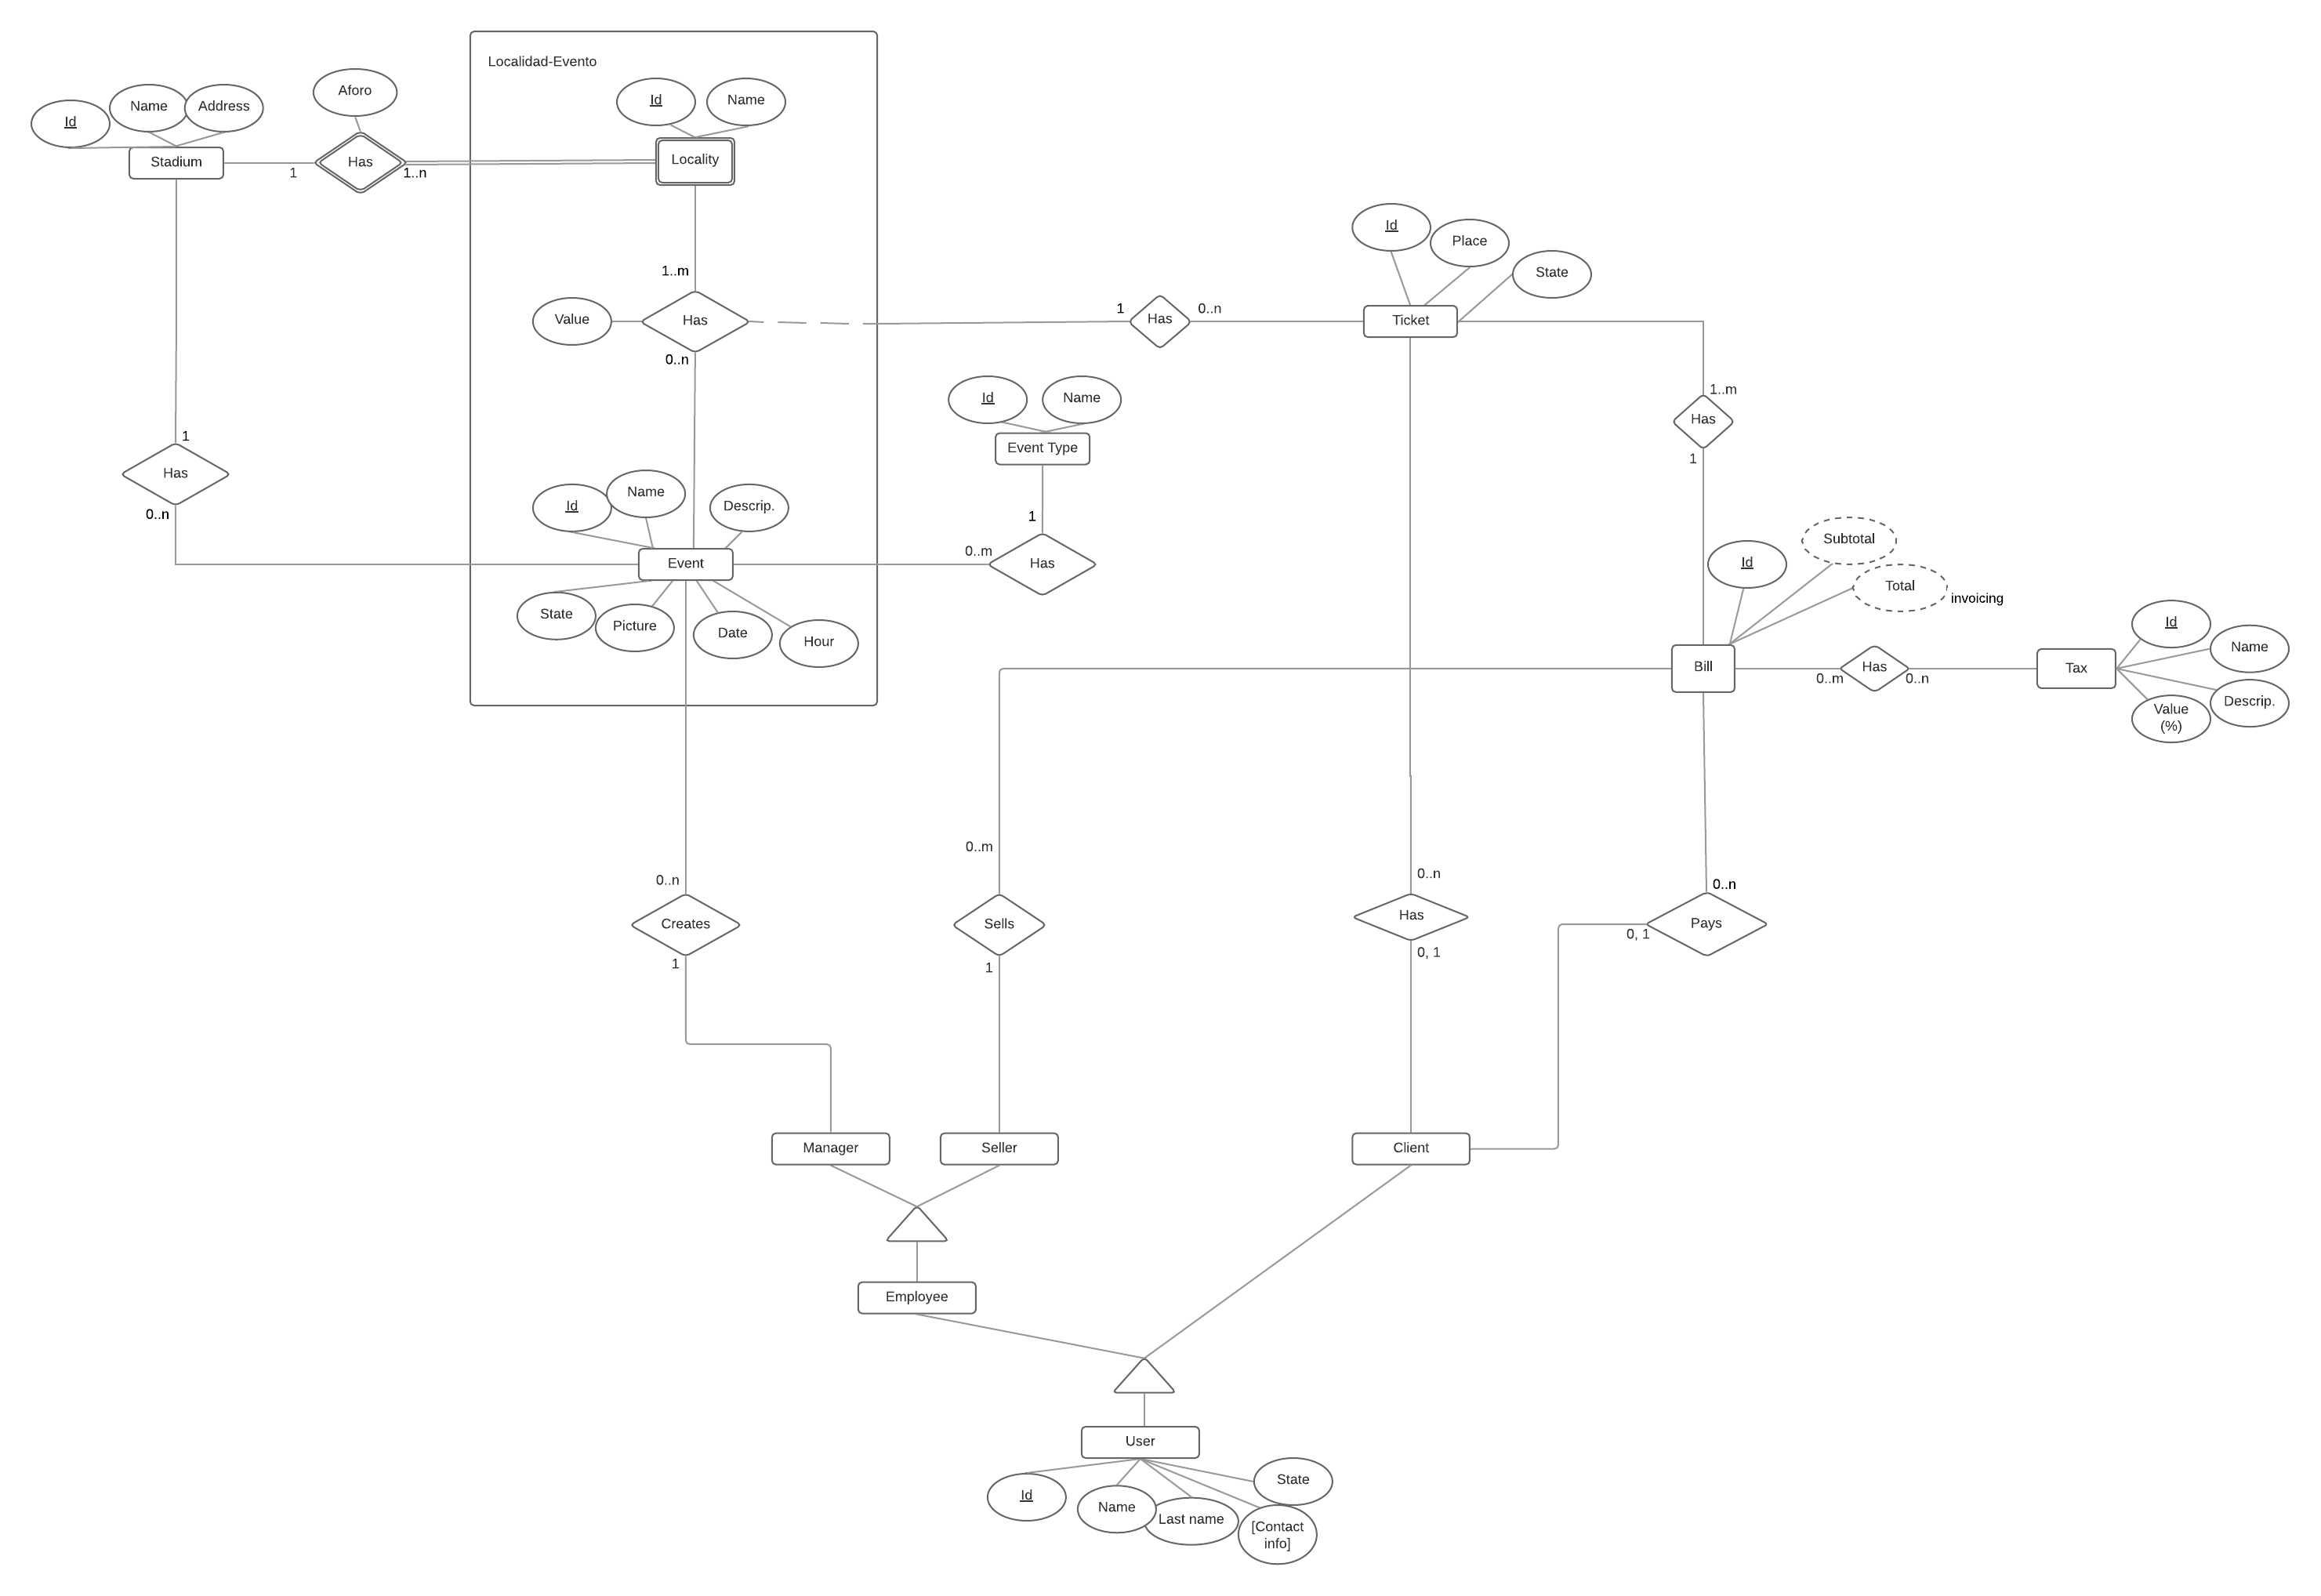 Localidad-Evento
Aforo
Id
Name
Name
Address
Id
Stadium
Has
Locality
1
1..n
Id
Place
State
1..m
Value
Has
1
Has
0..n
Ticket
0..n
Id
Name
1..m
Has
1
Event Type
1
Has
0..n
Id
Name
Descrip.
1
0..m
Event
Has
Subtotal
Id
Total
invoicing
State
Picture
Date
Hour
Id
Name
Bill
Has
Tax
0..m
0..n
Value
(%)
Descrip.
0..m
0..n
0..n
0..n
Creates
Sells
Has
Pays
0, 1
1
1
0, 1
Manager
Seller
Client
Employee
User
State
Id
Name
Last name
[Contact
info]